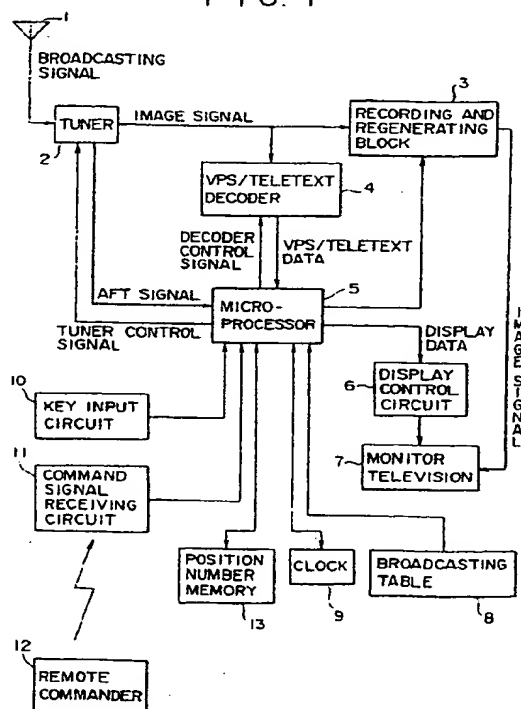 FIG. 1
1
BROADCASTING
SIGNAL
TUNER
2
IMAGE SIGNAL
3
RECORDING AND
REGENERATING
BLOCK
VPS/TELETEXT
DECODER
4
DECODER
CONTROL
SIGNAL
VPS/TELETEXT
DATA
5
AFT SIGNAL
MICRO-
PROCESSOR
TUNER CONTROL
SIGNAL
DISPLAY
DATA
IMAGE SIGNAL
10
KEY INPUT
CIRCUIT
6
DISPLAY
CONTROL
CIRCUIT
11
COMMAND
SIGNAL
RECEIVING
CIRCUIT
7
MONITOR
TELEVISION
POSITION
NUMBER
MEMORY
13
CLOCK
9
BROADCASTING
TABLE
8
12
REMOTE
COMMANDER